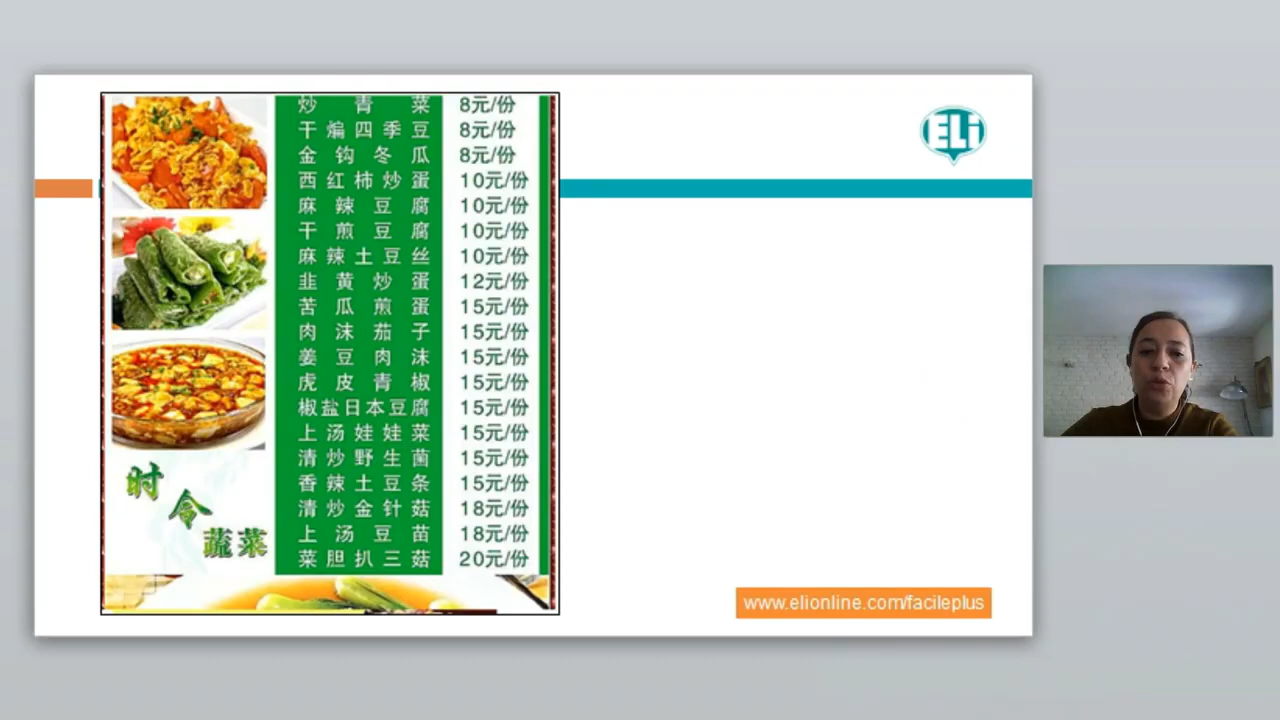 炒青菜 8元/份
干煸四季豆 8元/份
金钩冬瓜 8元/份
西红柿炒蛋 10元/份
麻辣豆腐 10元/份
干煎豆腐 10元/份
麻辣土豆丝 10元/份
韭黄炒蛋 12元/份
苦瓜煎蛋 15元/份
肉沫茄子 15元/份
姜豆肉沫 15元/份
虎皮青椒 15元/份
椒盐日本豆腐 15元/份
上汤娃娃菜 15元/份
清炒野生菌 15元/份
香辣土豆条 15元/份
清炒金针菇 18元/份
上汤豆苗 18元/份
菜胆扒三菇 20元/份
时令
蔬菜
ELi
www.elionline.com/facileplus